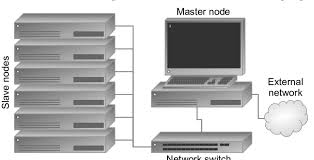 Master node
Slave nodes
External
network
Network switch